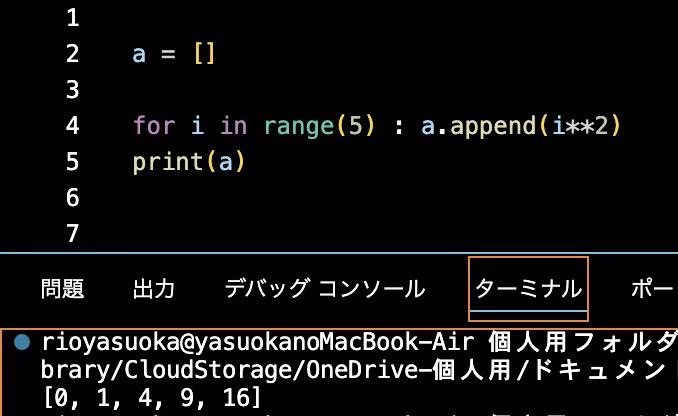 1
2 a = []
3
4 for i in range(5) : a.append(i**2)
5 print(a)
6
7
問題 出力 デバッグ コンソール ターミナル ポー
rioyasuoka@yasuokanoMacBook-Air 個人用フォルダ
brary/CloudStorage/OneDrive-個人用/ドキュメン
[0, 1, 4, 9, 16]